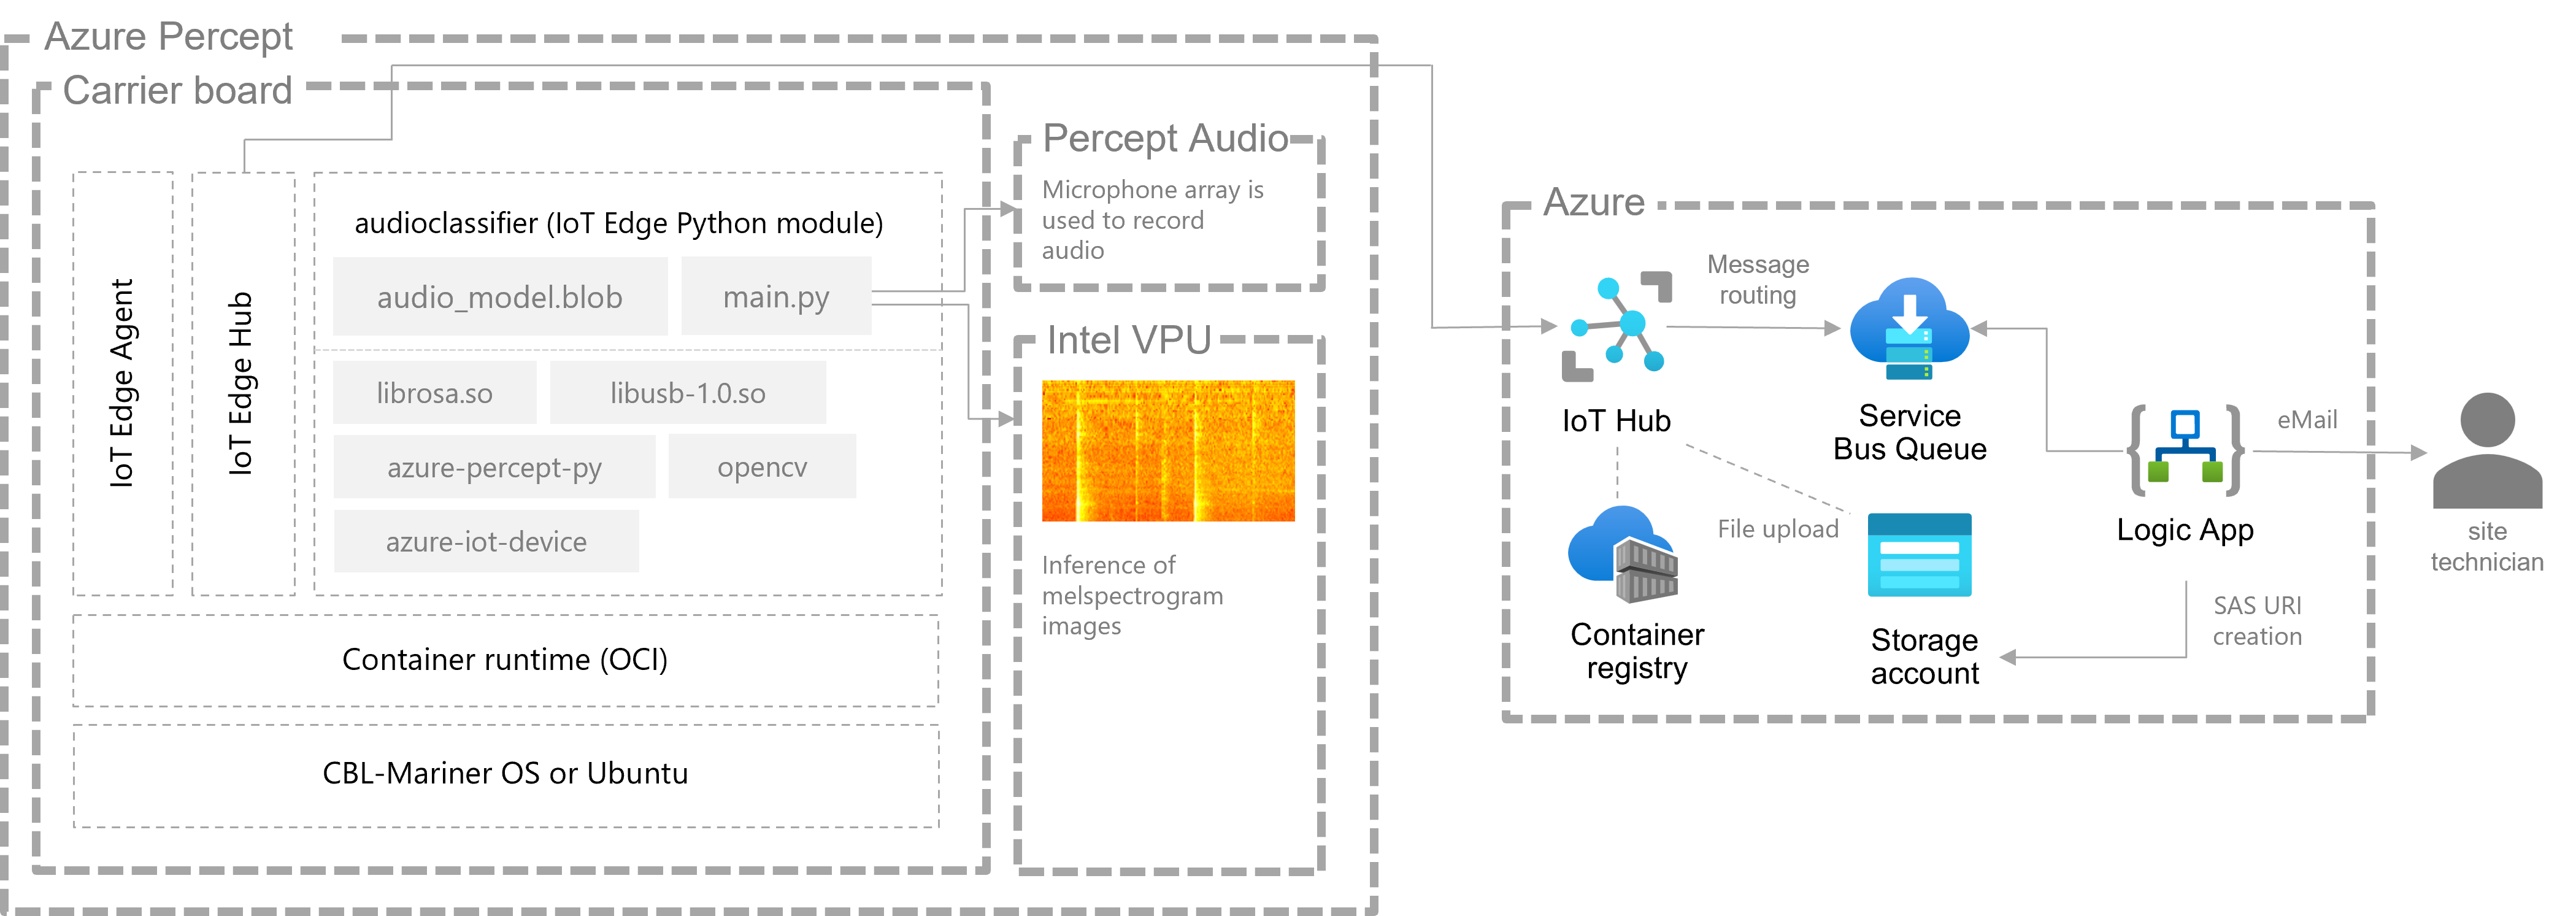 Azure Percept
Carrier board
IoT Edge Agent
IoT Edge Hub
audioclassifier (IoT Edge Python module)
audio_model.blob
main.py
librosa.so
libusb-1.0.so
azure-percept-py
opencv
azure-iot-device
Container runtime (OCI)
CBL-Mariner OS or Ubuntu
Percept Audio
Microphone array is
used to record
audio
Intel VPU
Inference of
melspectrogram
images
Azure
IoT Hub
Message
routing
Service
Bus Queue
Container
registry
File upload
Storage
account
Logic App
SAS URI
creation
eMail
site
technician